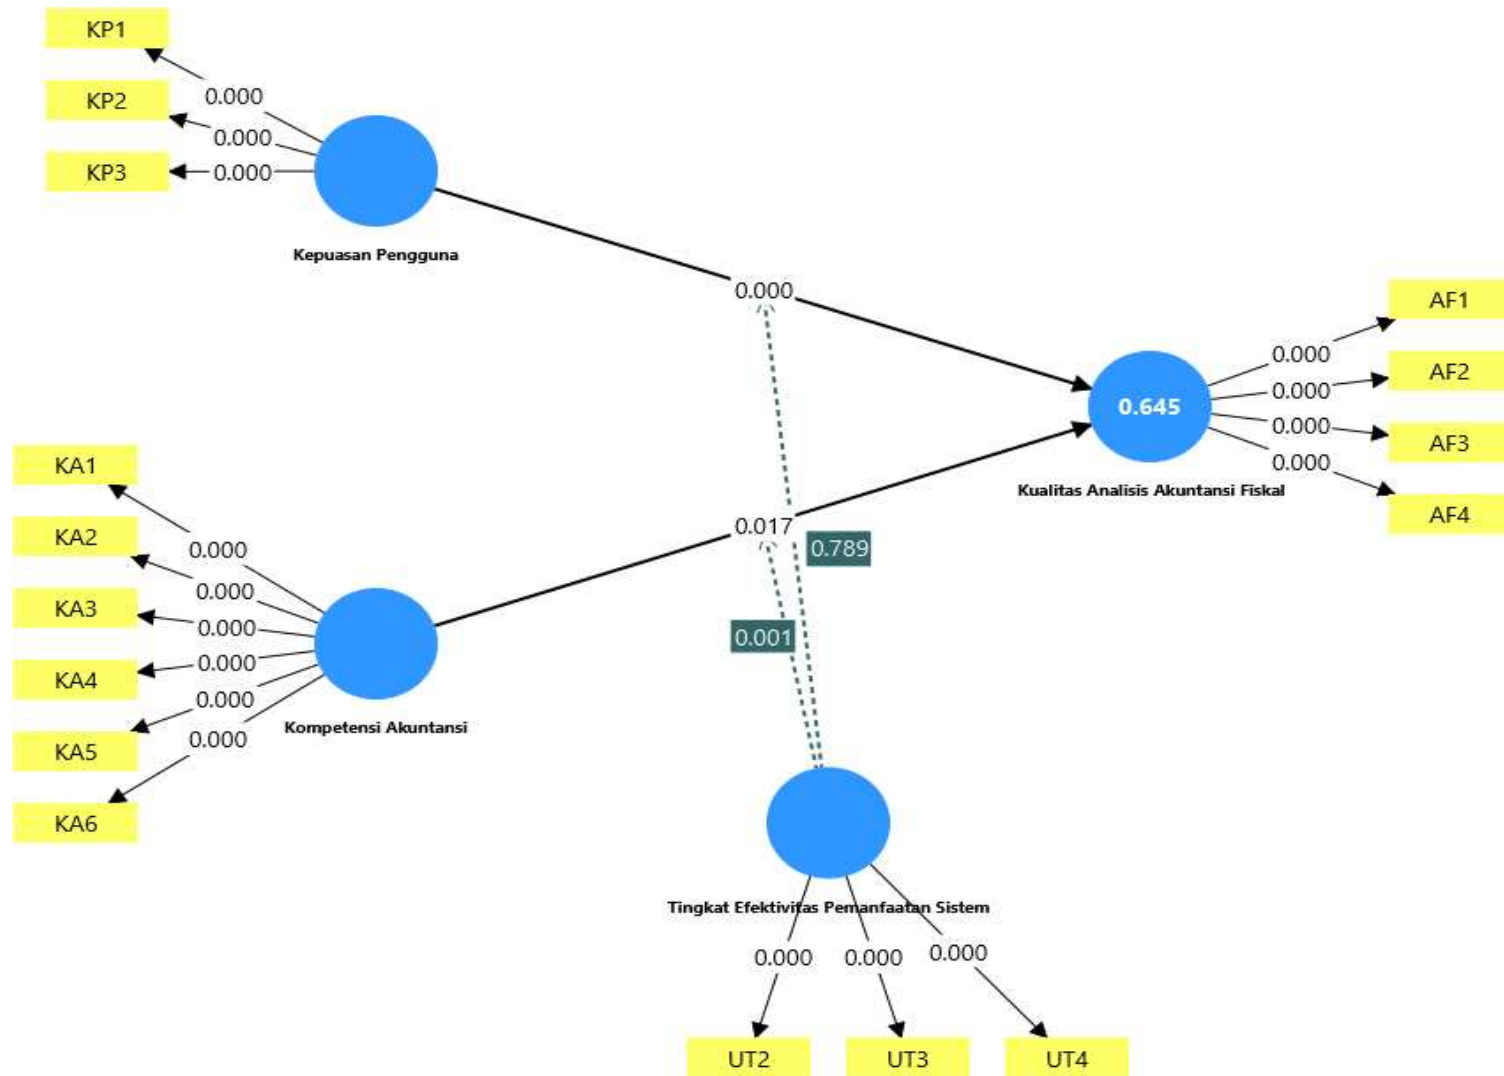 KP1
0.000
KP2
0.000
KP3
0.000
Kepuasan Pengguna
0.000
AF1
0.000
AF2
0.000
0.645
AF3
0.000
0.000
AF4
Kualitas Analisis Akuntansi Fiskal
KA1
0.000
KA2
0.000
KA3
0.000
KA4
0.000
KA5
0.000
KA6
0.000
Kompetensi Akuntansi
0.017
0.789
0.001
Tingkat Efektivitas Pemanfaatan Sistem
0.000
0.000
0.000
UT2
UT3
UT4